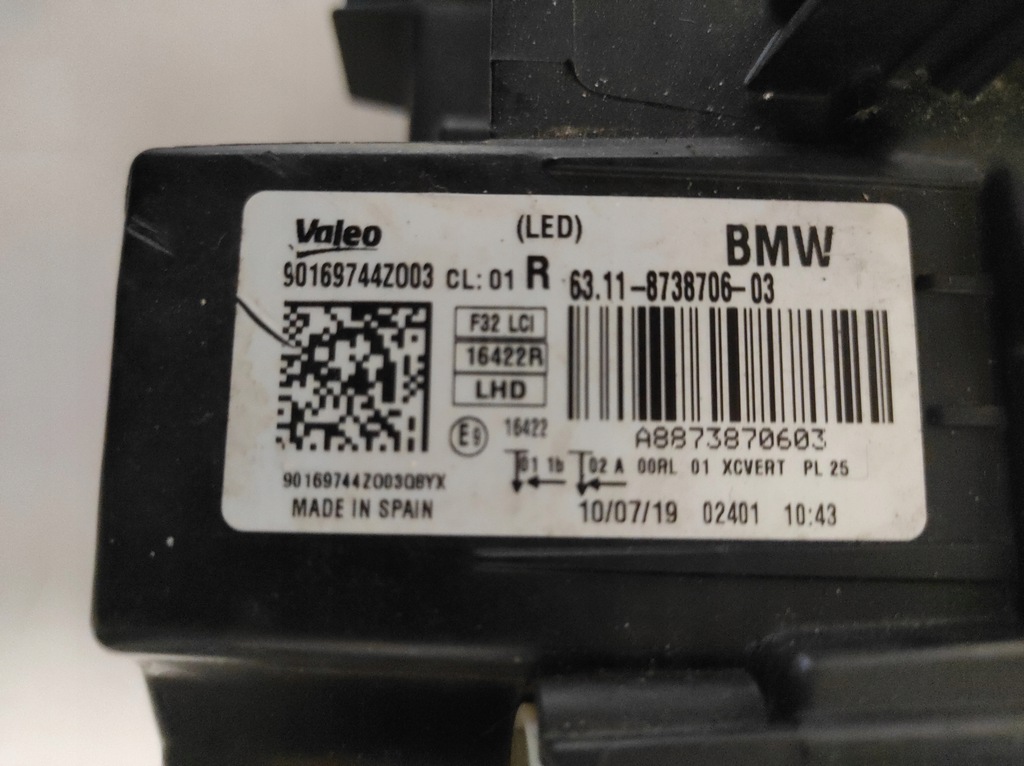 Valeo (LED) BMW
90169744Z003 CL: 01 R 63.11-8738706-03
F32 LCI
16422R
LHD
E9 16422
A8873870603
01 1b 02 A 00RL 01 XCVERT PL 25
90169744Z003QBYX
MADE IN SPAIN 10/07/19 02401 10:43